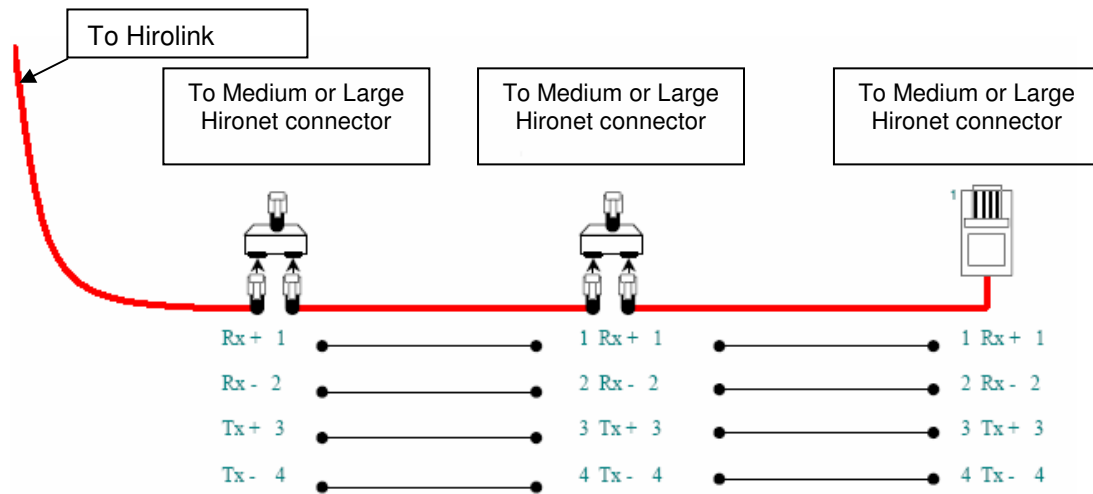 To Hirolink
To Medium or Large
Hironet connector
To Medium or Large
Hironet connector
To Medium or Large
Hironet connector
1
Rx + 1 1 Rx + 1 1 Rx + 1
Rx - 2 2 Rx - 2 2 Rx - 2
Tx + 3 3 Tx + 3 3 Tx + 3
Tx - 4 4 Tx - 4 4 Tx - 4